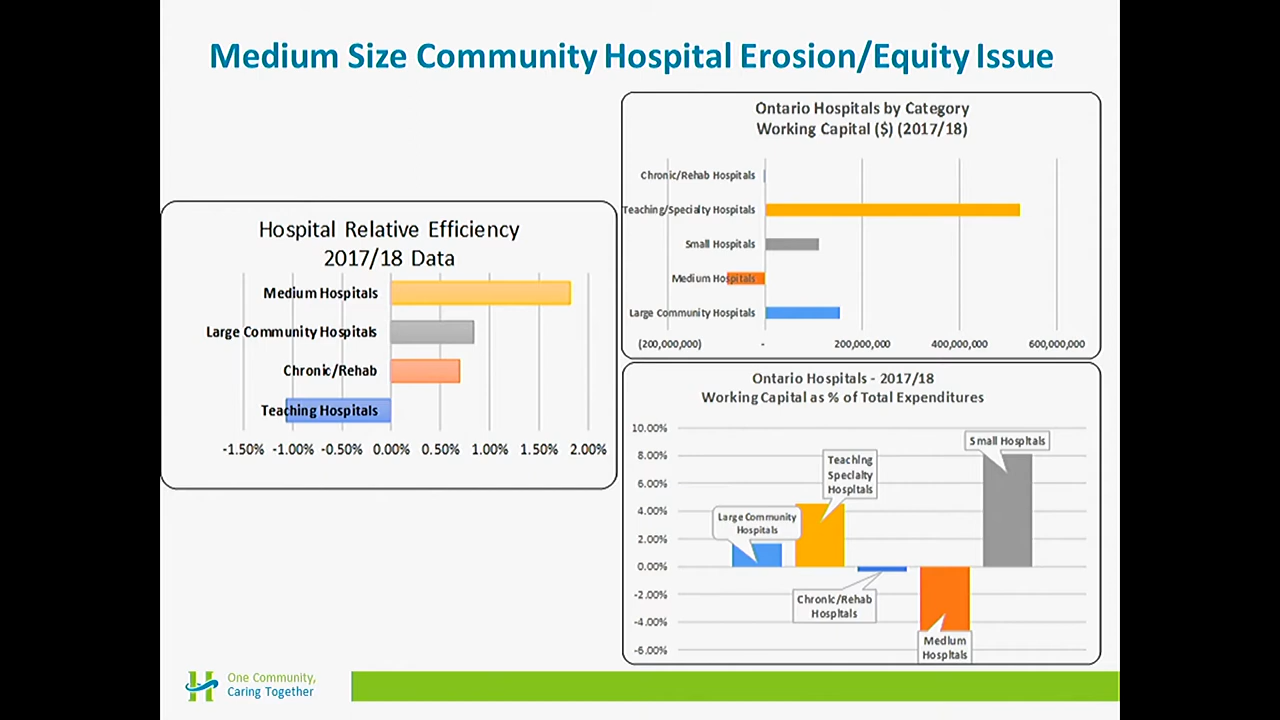 Medium Size Community Hospital Erosion/Equity Issue
Hospital Relative Efficiency
2017/18 Data
Medium Hospitals
Large Community Hospitals
Chronic/Rehab
Teaching Hospitals
-1.50% -1.00% -0.50% 0.00% 0.50% 1.00% 1.50% 2.00%
Ontario Hospitals by Category
Working Capital ($) (2017/18)
Chronic/Rehab Hospitals
Teaching/Specialty Hospitals
Small Hospitals
Medium Hospitals
Large Community Hospitals
(200,000,000) - 200,000,000 400,000,000 600,000,000
Ontario Hospitals - 2017/18
Working Capital as % of Total Expenditures
10.00%
8.00%
6.00%
4.00%
2.00%
0.00%
-2.00%
-4.00%
-6.00%
Large Community
Hospitals
Teaching
Specialty
Hospitals
Chronic/Rehab
Hospitals
Medium
Hospitals
Small Hospitals
One Community,
Caring Together